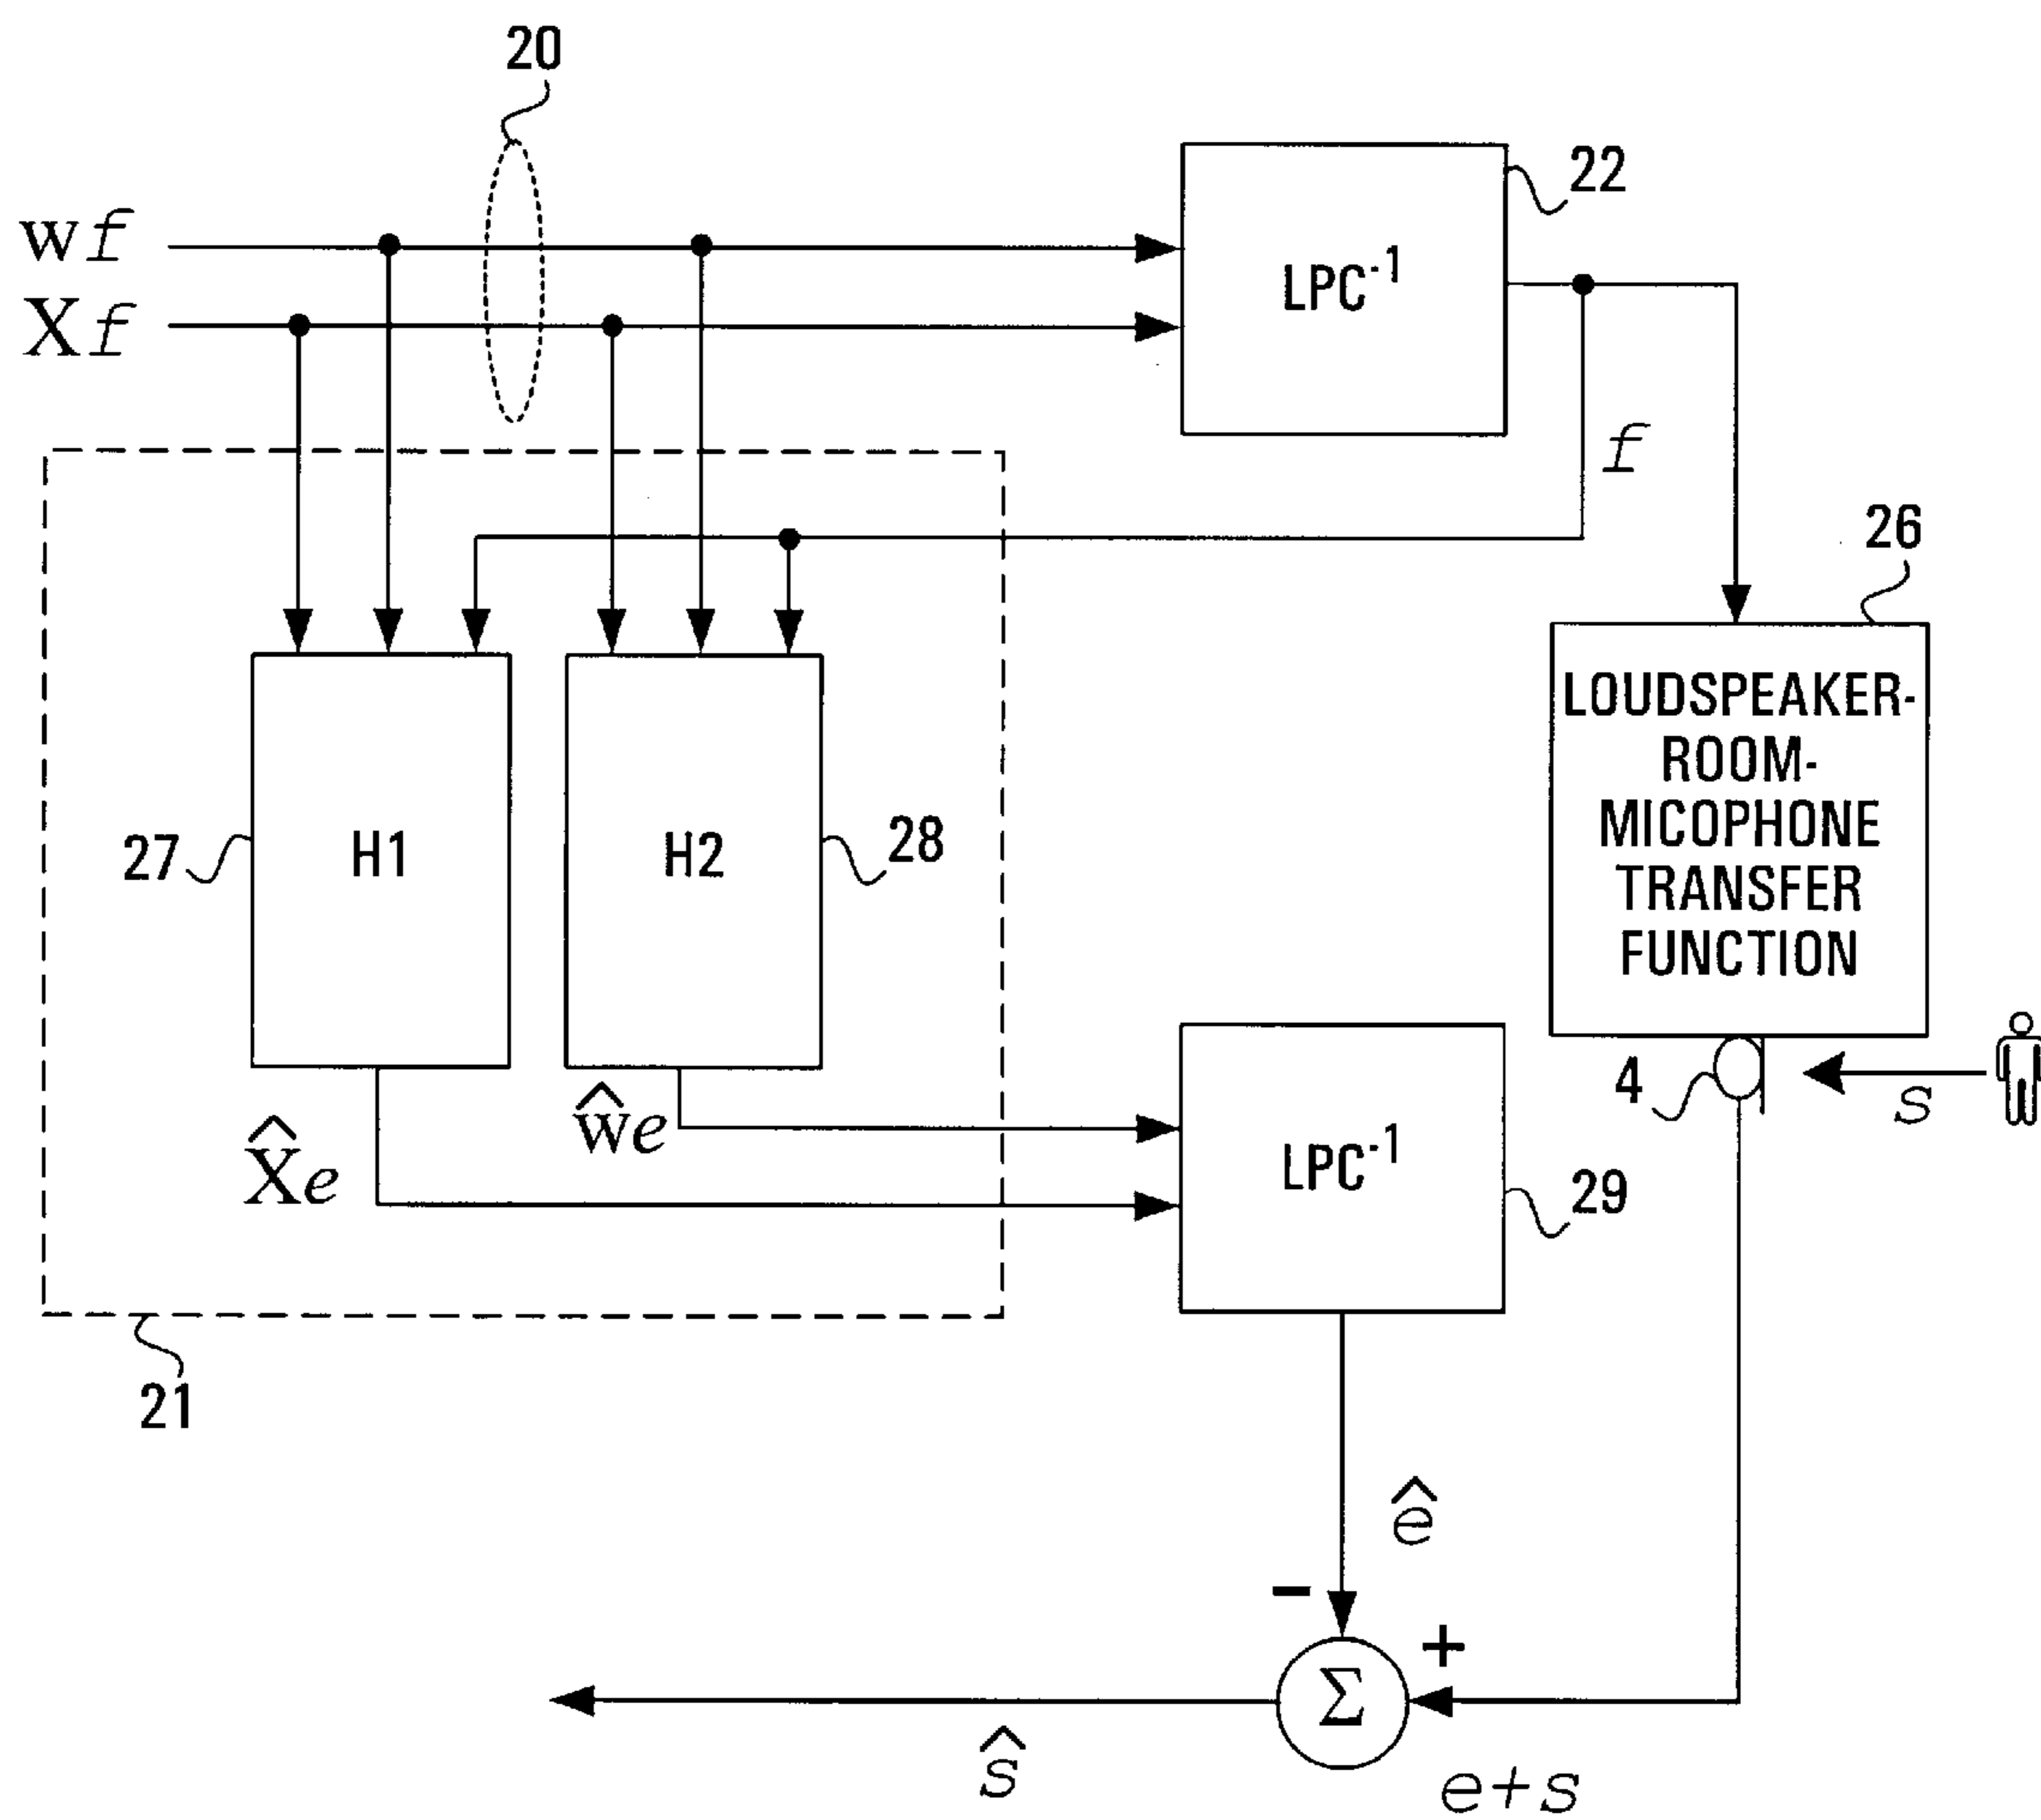 20
22
wf
Xf
LPC⁻¹
f
26
LOUDSPEAKER-
ROOM-
MICOPHONE
TRANSFER
FUNCTION
27
H1
H2
28
4
s
ŵe
X̂e
LPC⁻¹
29
21
ê
-
+
Σ
ŝ
e+s